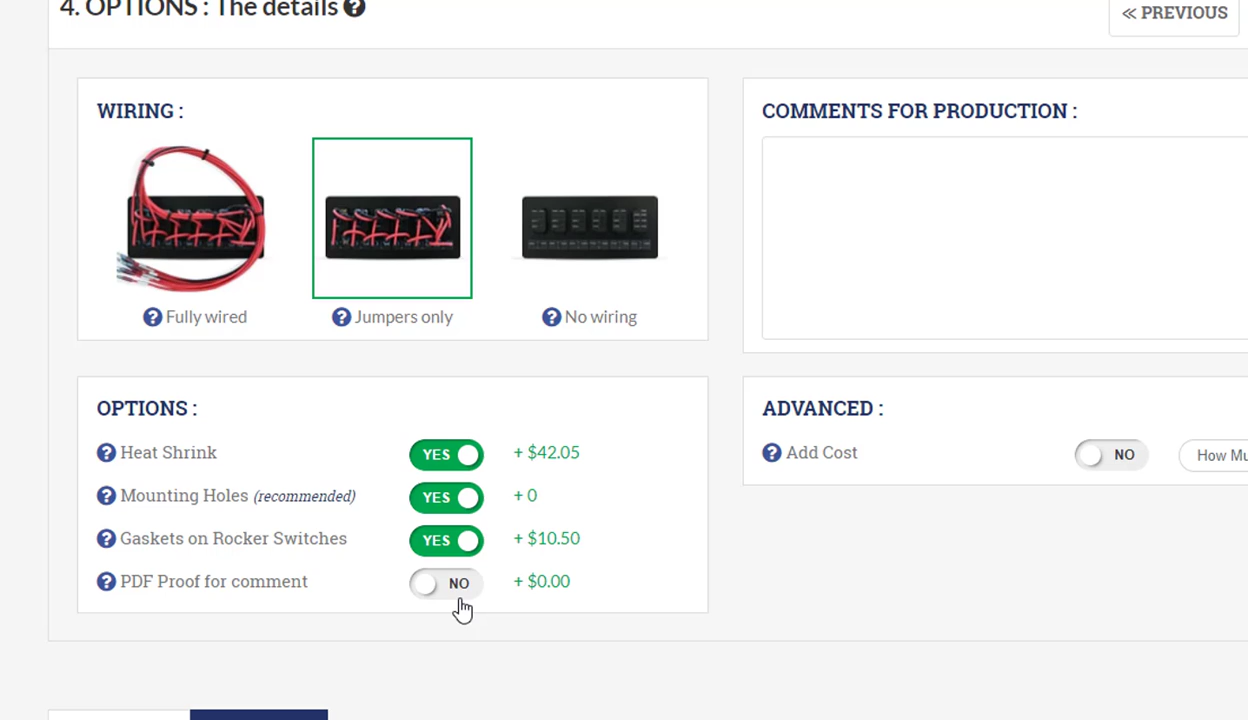 4. OPTIONS : The details ?
« PREVIOUS
WIRING :
? Fully wired
? Jumpers only
? No wiring
COMMENTS FOR PRODUCTION :
OPTIONS :
? Heat Shrink YES + $42.05
? Mounting Holes (recommended) YES + 0
? Gaskets on Rocker Switches YES + $10.50
? PDF Proof for comment NO + $0.00
ADVANCED :
? Add Cost NO How Mu